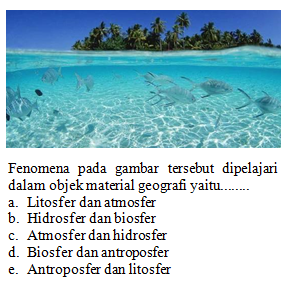 Fenomena pada gambar tersebut dipelajari
dalam objek material geografi yaitu........
a. Litosfer dan atmosfer
b. Hidrosfer dan biosfer
c. Atmosfer dan hidrosfer
d. Biosfer dan antroposfer
e. Antroposfer dan litosfer